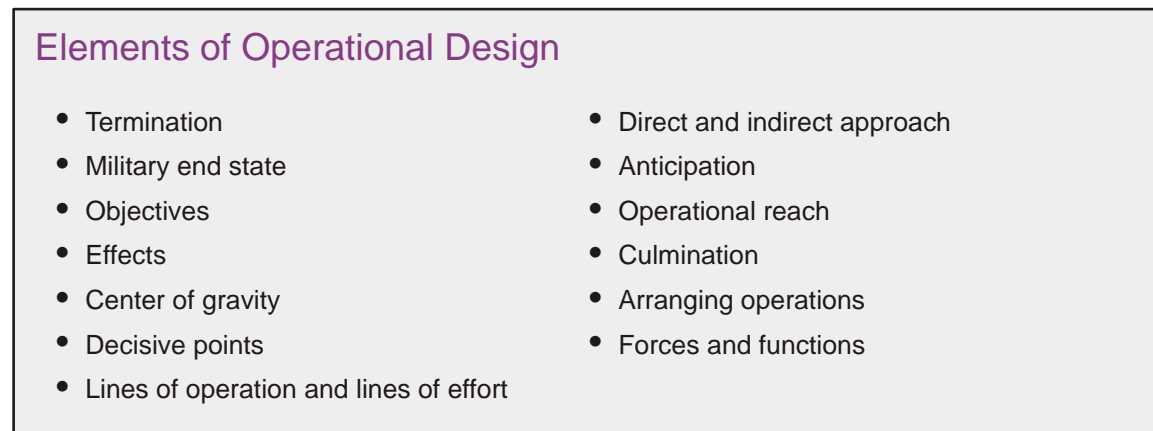 Elements of Operational Design
• Termination
• Military end state
• Objectives
• Effects
• Center of gravity
• Decisive points
• Lines of operation and lines of effort
• Direct and indirect approach
• Anticipation
• Operational reach
• Culmination
• Arranging operations
• Forces and functions